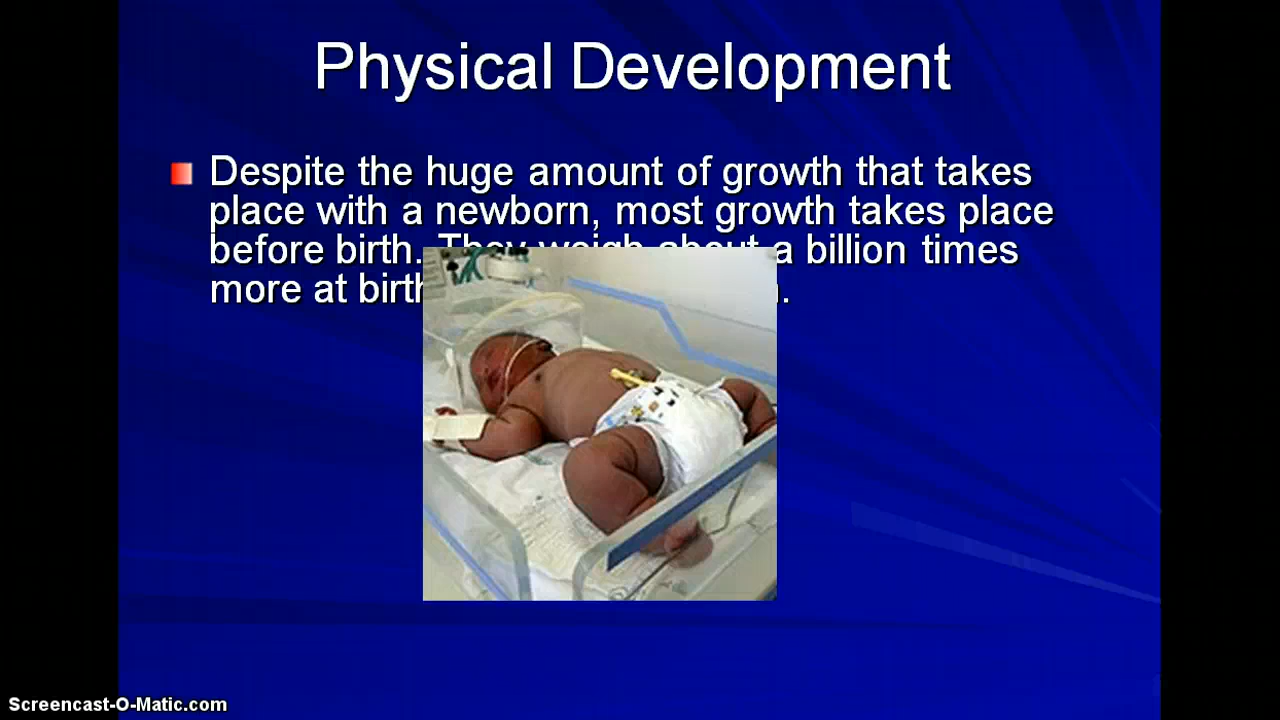 Physical Development
Despite the huge amount of growth that takes
place with a newborn, most growth takes place
before birth. They weigh about a billion times
more at birth
Screencast-O-Matic.com